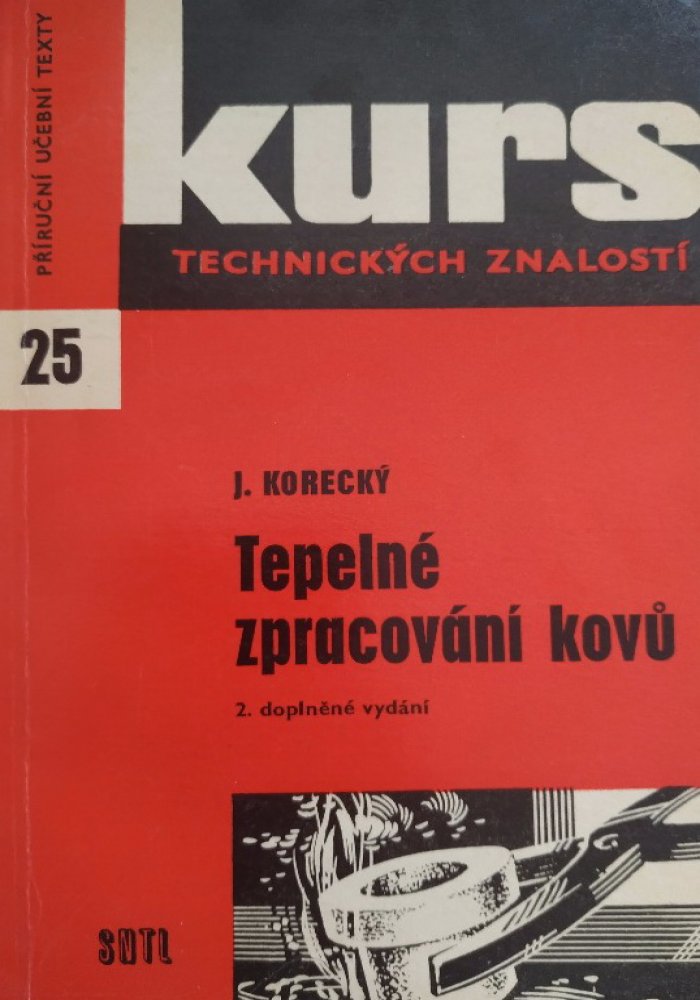 PŘÍRUČNÍ UČEBNÍ TEXTY
kurs
TECHNICKÝCH ZNALOSTÍ
25
J. KORECKÝ
Tepelné
zpracování kovů
2. doplněné vydání
SNTL